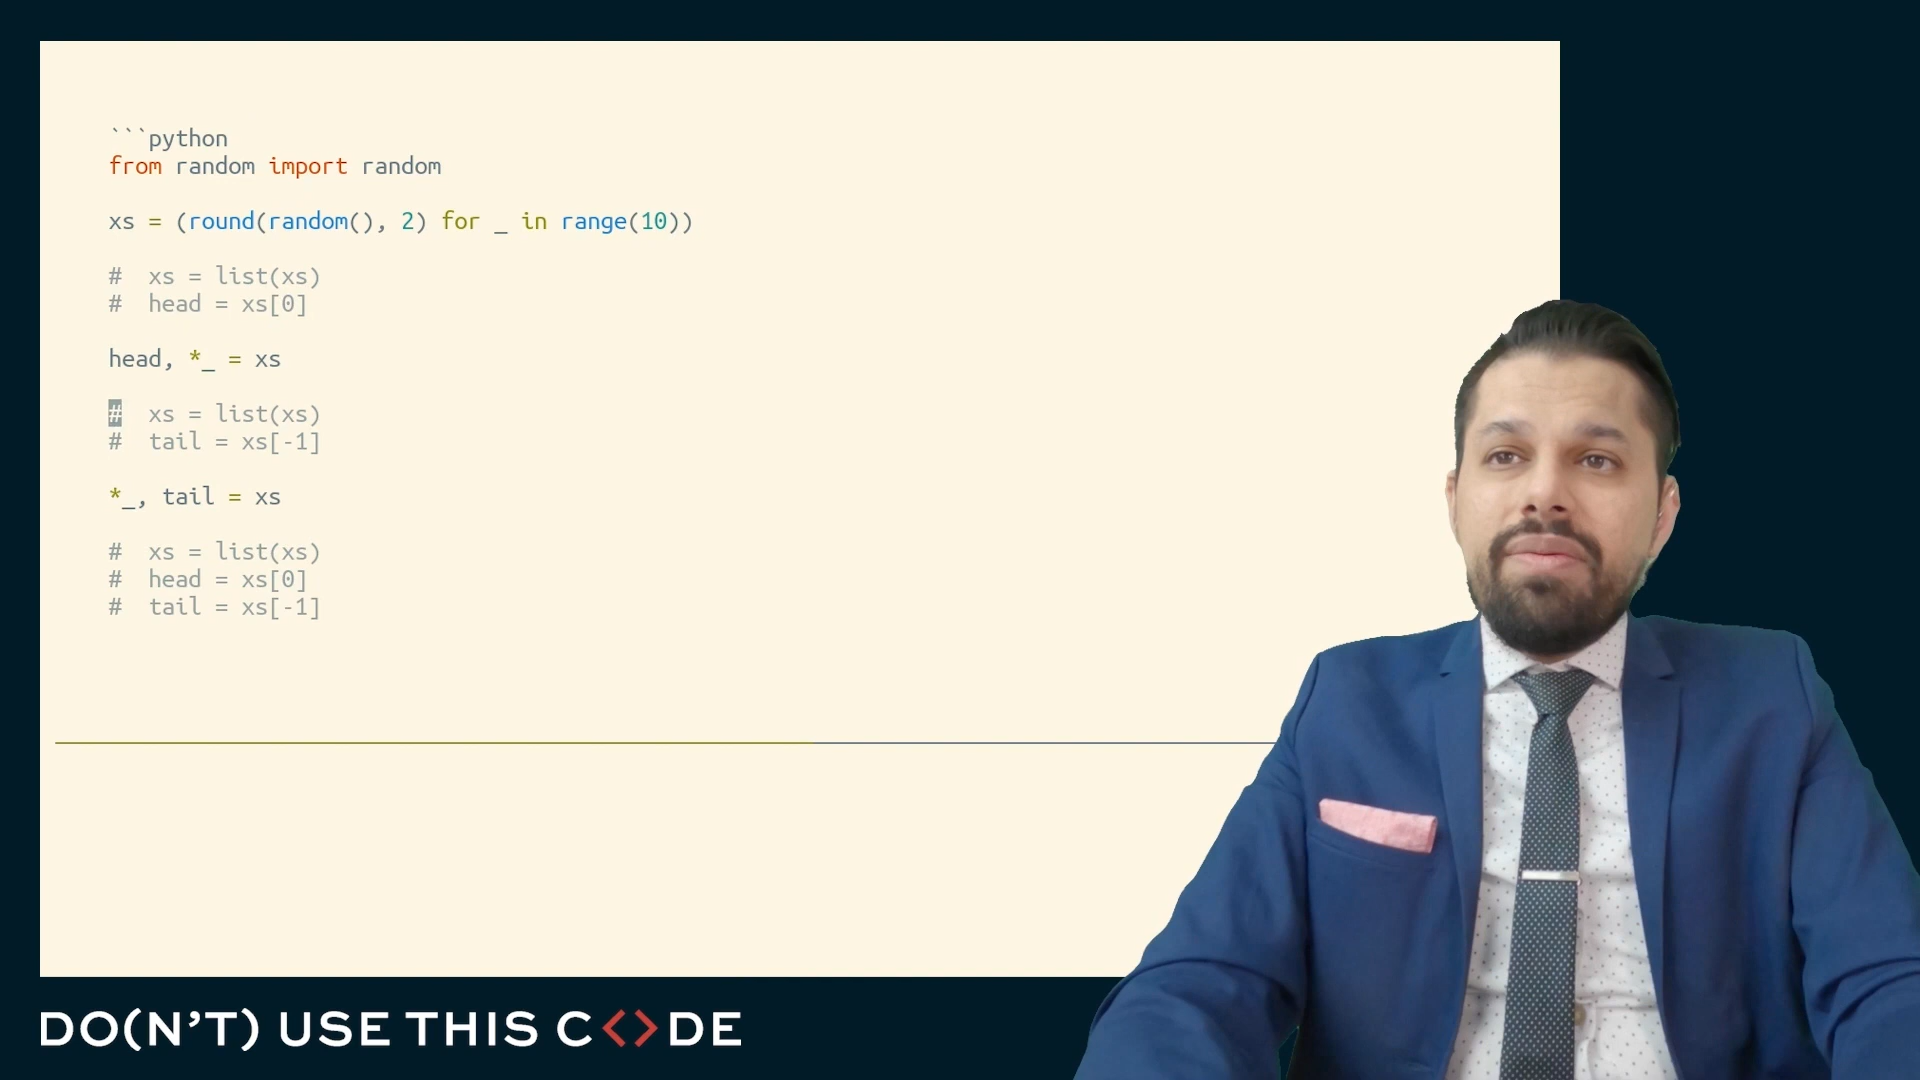 ```python
from random import random
xs = (round(random(), 2) for _ in range(10))
#  xs = list(xs)
#  head = xs[0]
head, *_ = xs
#  xs = list(xs)
#  tail = xs[-1]
*_, tail = xs
#  xs = list(xs)
#  head = xs[0]
#  tail = xs[-1]
DO(N’T) USE THIS C<>DE